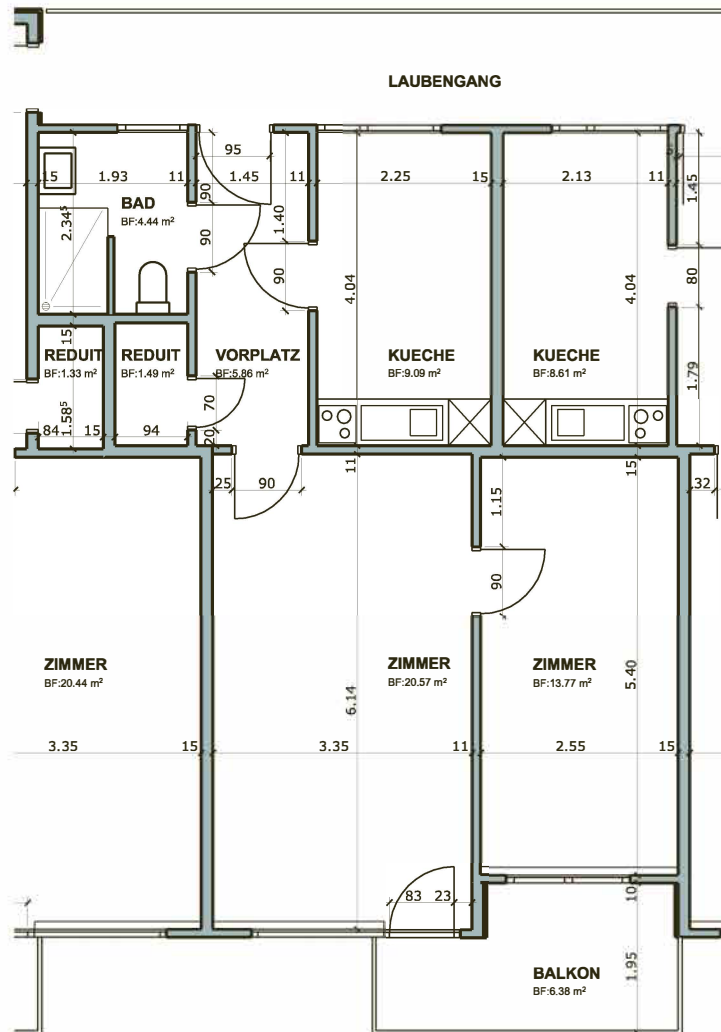 LAUBENGANG
95
15
1.93
11
90
1.45
11
2.25
15
2.13
11
1.45
BAD
BF:4.44 m²
2.34⁵
90
1.40
90
4.04
4.04
80
15
REDUIT
BF:1.33 m²
REDUIT
BF:1.49 m²
VORPLATZ
BF:5.86 m²
KUECHE
BF:9.09 m²
KUECHE
BF:8.61 m²
1.79
70
1.58⁵
84
15
94
20
11
15
25
90
1.15
32
90
ZIMMER
BF:20.44 m²
ZIMMER
BF:20.57 m²
ZIMMER
BF:13.77 m²
6.14
5.40
3.35
15
3.35
11
2.55
15
83
23
10
BALKON
BF:6.38 m²
1.95